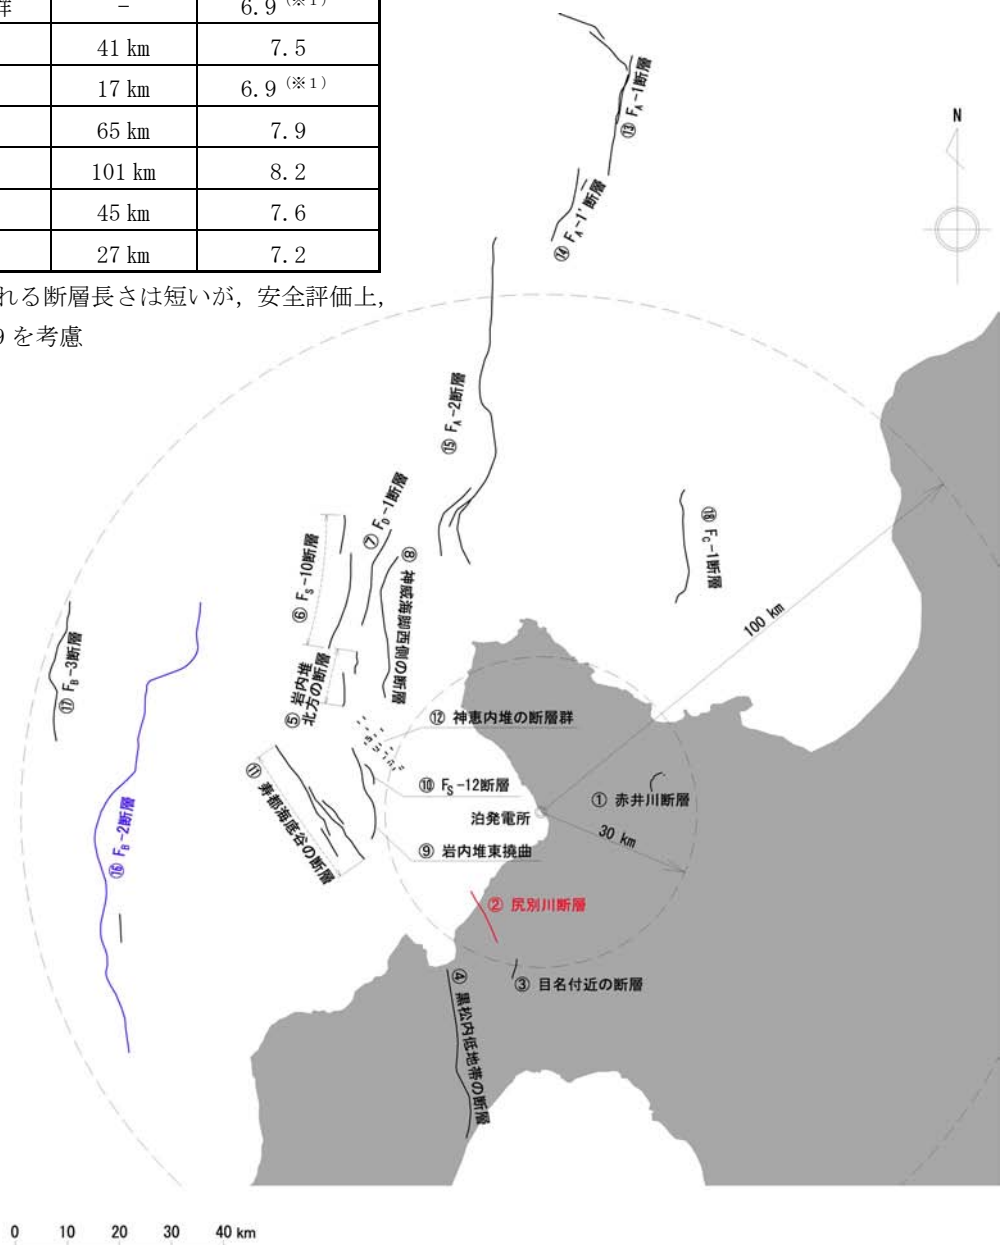 群 － 6.9 (※1)
41 km 7.5
17 km 6.9 (※1)
65 km 7.9
101 km 8.2
45 km 7.6
27 km 7.2
れる断層長さは短いが，安全評価上，
9 を考慮
N
⑬ FA-1断層
⑭ FA-1'断層
⑮ FA-2断層
⑦ FD-1断層
⑱ FC-1断層
⑥ FS-10断層
⑧ 神威海脚西側の断層
100 km
⑰ FB-3断層
⑤ 岩内堆
北方の断層
⑫ 神恵内堆の断層群
⑪ 寿都海底谷の断層
⑩ FS-12断層
① 赤井川断層
泊発電所
30 km
⑯ FB-2断層
⑨ 岩内堆東撓曲
② 尻別川断層
③ 目名付近の断層
④ 黒松内低地帯の断層
0 10 20 30 40 km